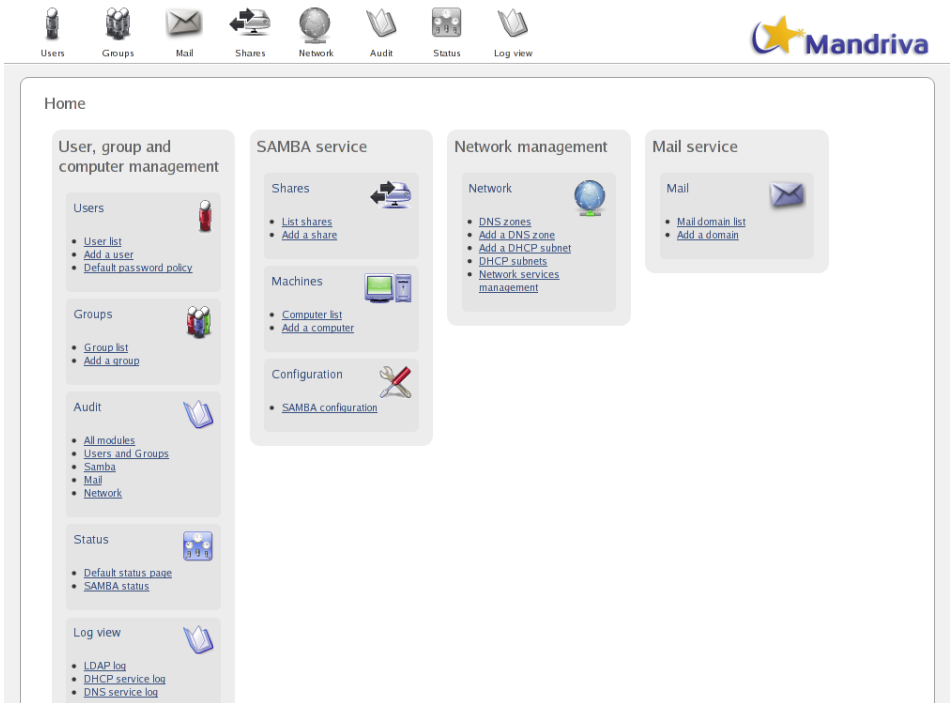 Users Groups Mail Shares Network Audit Status Log view
Mandriva
Home
User, group and
computer management
Users
User list
Add a user
Default password policy
Groups
Group list
Add a group
Audit
All modules
Users and Groups
Samba
Mail
Network
Status
Default status page
SAMBA status
Log view
LDAP log
DHCP service log
DNS service log
SAMBA service
Shares
List shares
Add a share
Machines
Computer list
Add a computer
Configuration
SAMBA configuration
Network management
Network
DNS zones
Add a DNS zone
Add a DHCP subnet
DHCP subnets
Network services
management
Mail service
Mail
Mail domain list
Add a domain